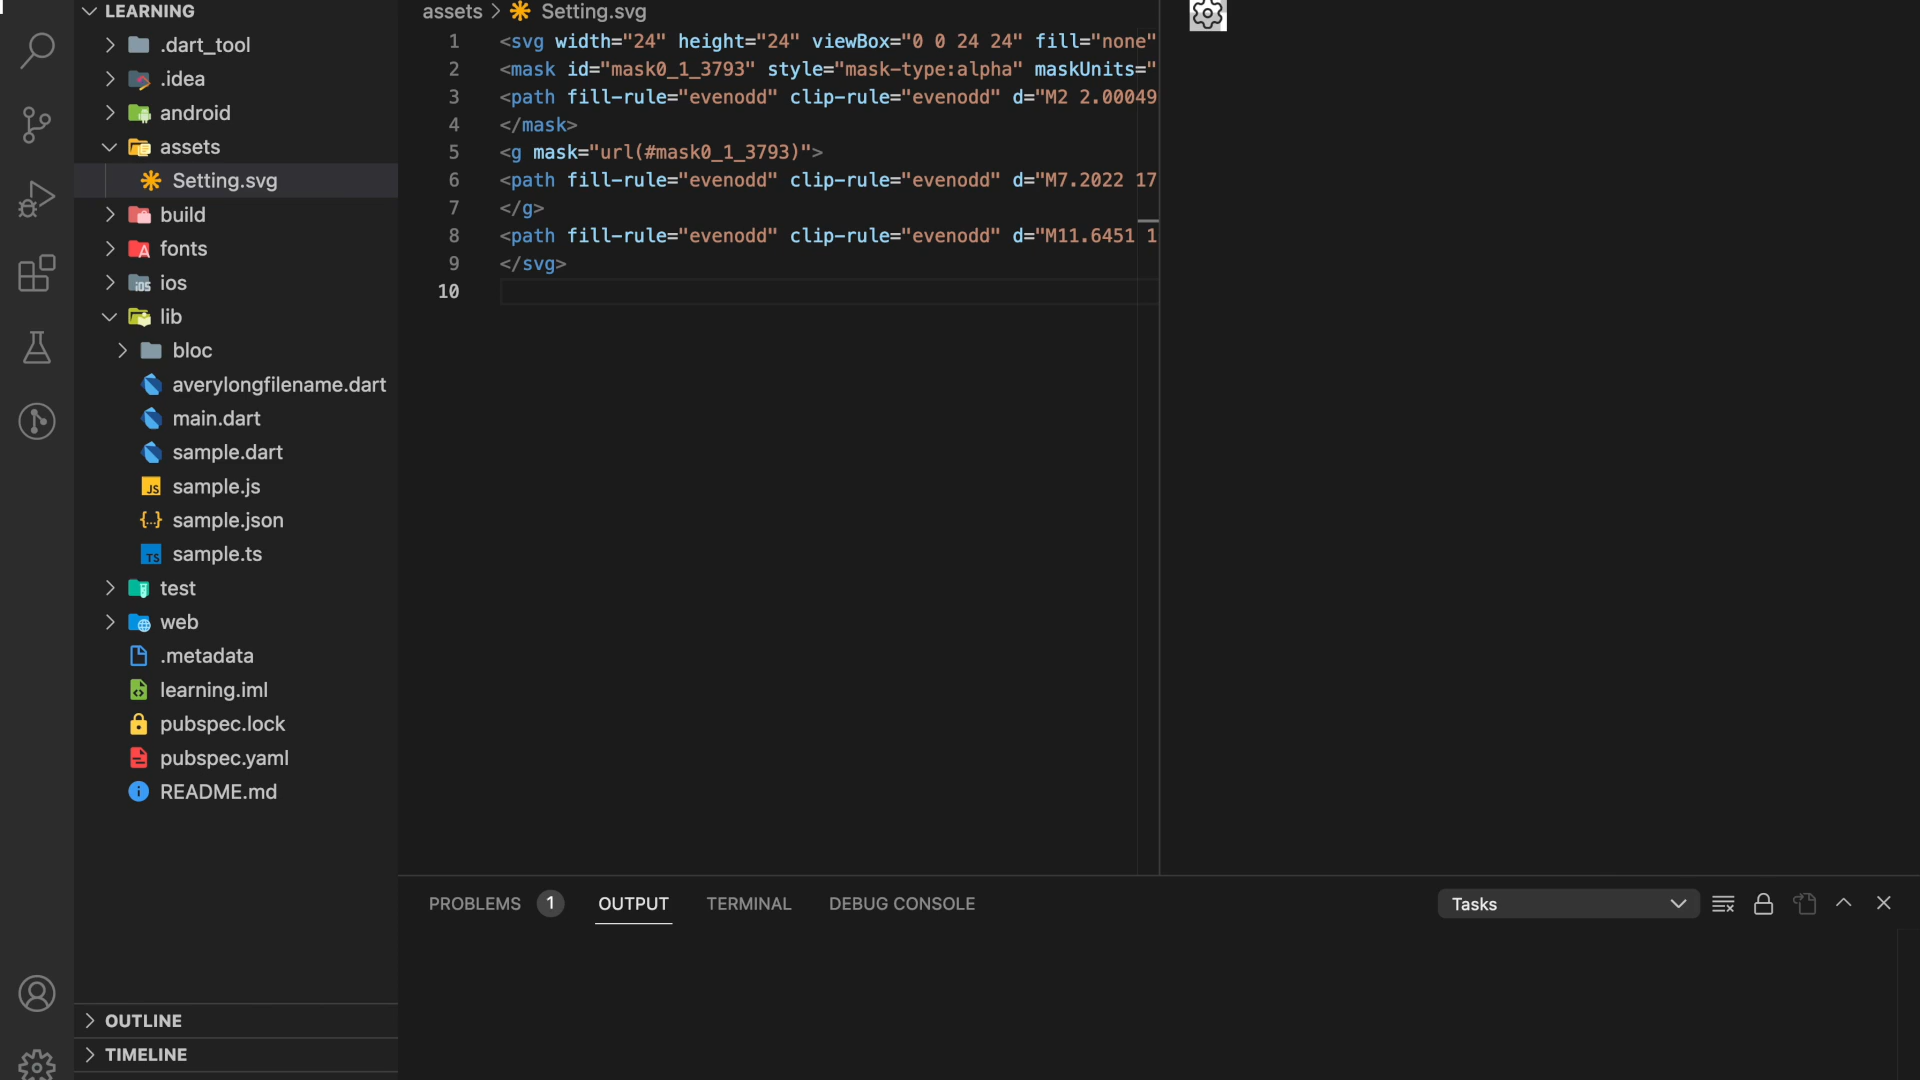 LEARNING
.dart_tool
.idea
android
assets
Setting.svg
build
fonts
ios
lib
bloc
averylongfilename.dart
main.dart
sample.dart
sample.js
sample.json
sample.ts
test
web
.metadata
learning.iml
pubspec.lock
pubspec.yaml
README.md
OUTLINE
TIMELINE
assets > Setting.svg
1 <svg width="24" height="24" viewBox="0 0 24 24" fill="none"
2 <mask id="mask0_1_3793" style="mask-type:alpha" maskUnits="
3 <path fill-rule="evenodd" clip-rule="evenodd" d="M2 2.00049
4 </mask>
5 <g mask="url(#mask0_1_3793)">
6 <path fill-rule="evenodd" clip-rule="evenodd" d="M7.2022 17
7 </g>
8 <path fill-rule="evenodd" clip-rule="evenodd" d="M11.6451 1
9 </svg>
10
PROBLEMS 1 OUTPUT TERMINAL DEBUG CONSOLE Tasks